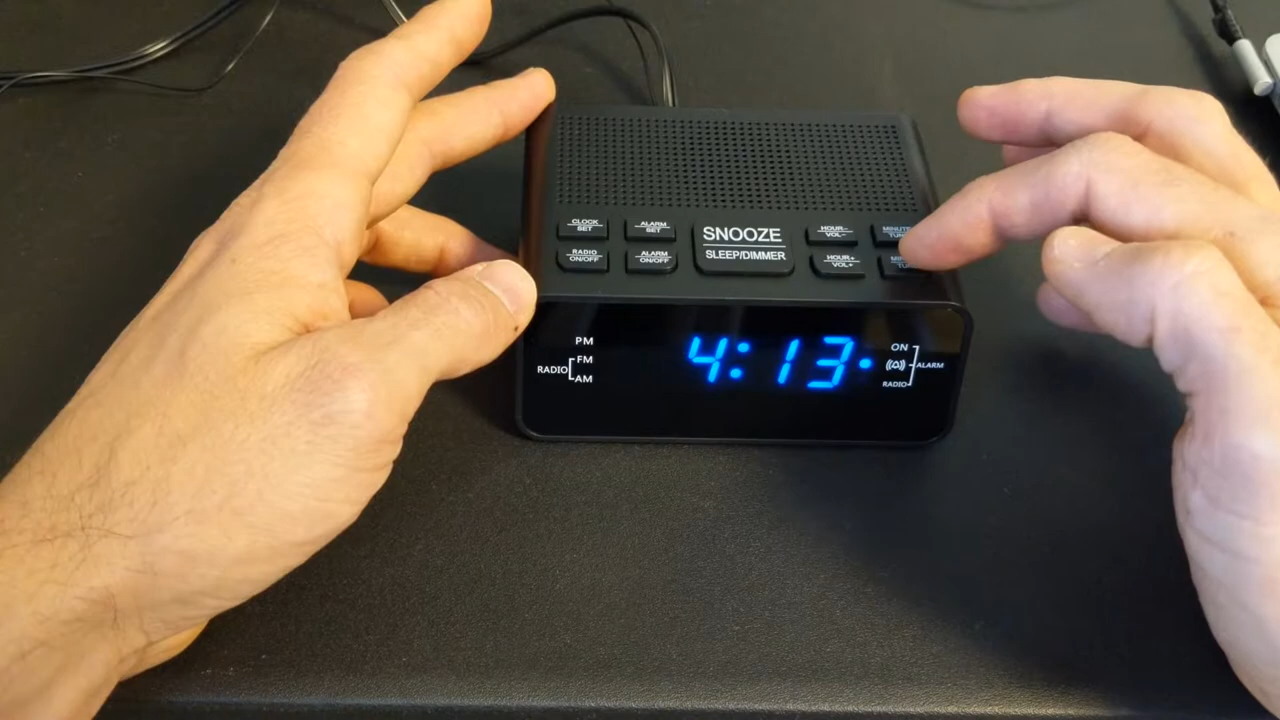 CLOCK
SET
ALARM
SET
SNOOZE
SLEEP/DIMMER
HOUR-
VOL-
MINUTE
RADIO
ON/OFF
ALARM
ON/OFF
HOUR+
VOL+
PM
FM
RADIO
AM
4:13
ON
ALARM
RADIO